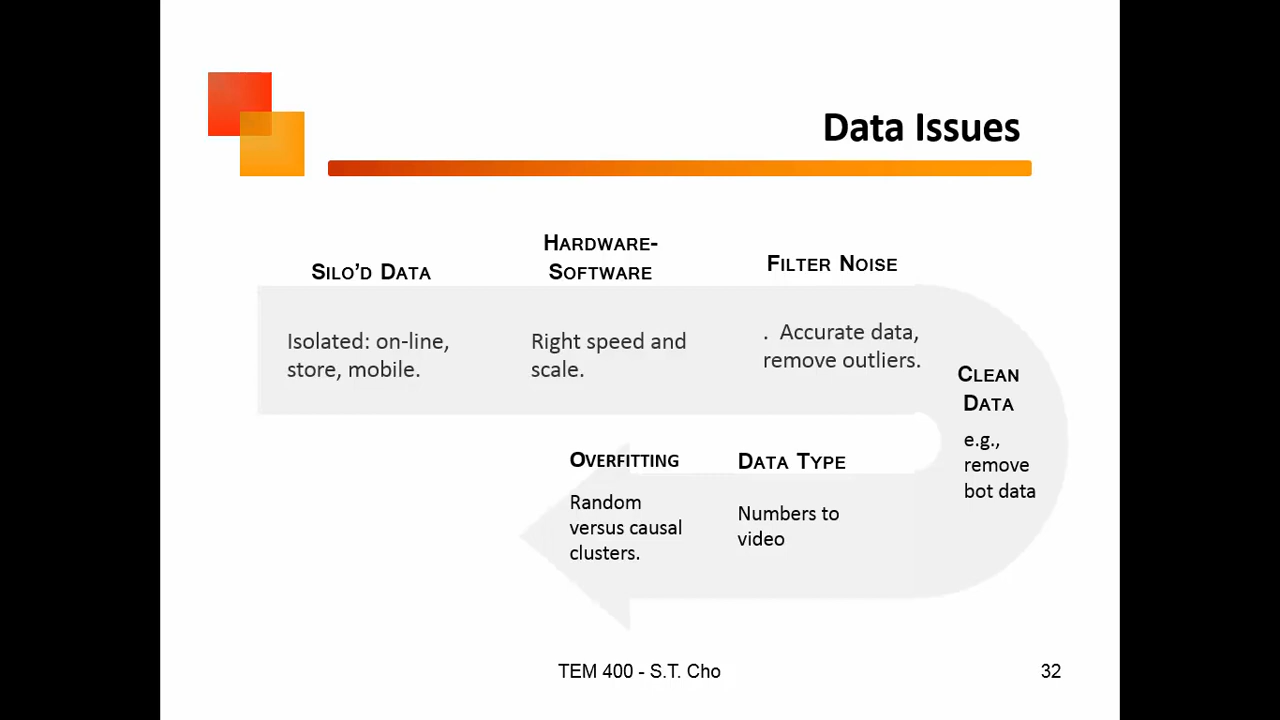 Data Issues
SILO'D DATA
HARDWARE-
SOFTWARE
FILTER NOISE
Isolated: on-line,
store, mobile.
Right speed and
scale.
. Accurate data,
remove outliers.
CLEAN
DATA
e.g.,
remove
bot data
DATA TYPE
Numbers to
video
OVERFITTING
Random
versus causal
clusters.
TEM 400 - S.T. Cho
32